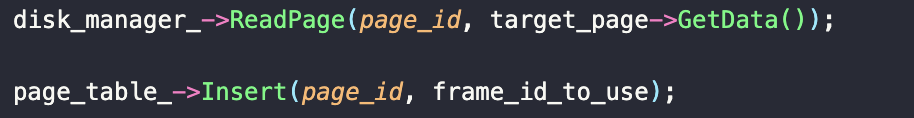 disk_manager_->ReadPage(page_id, target_page->GetData());
page_table_->Insert(page_id, frame_id_to_use);